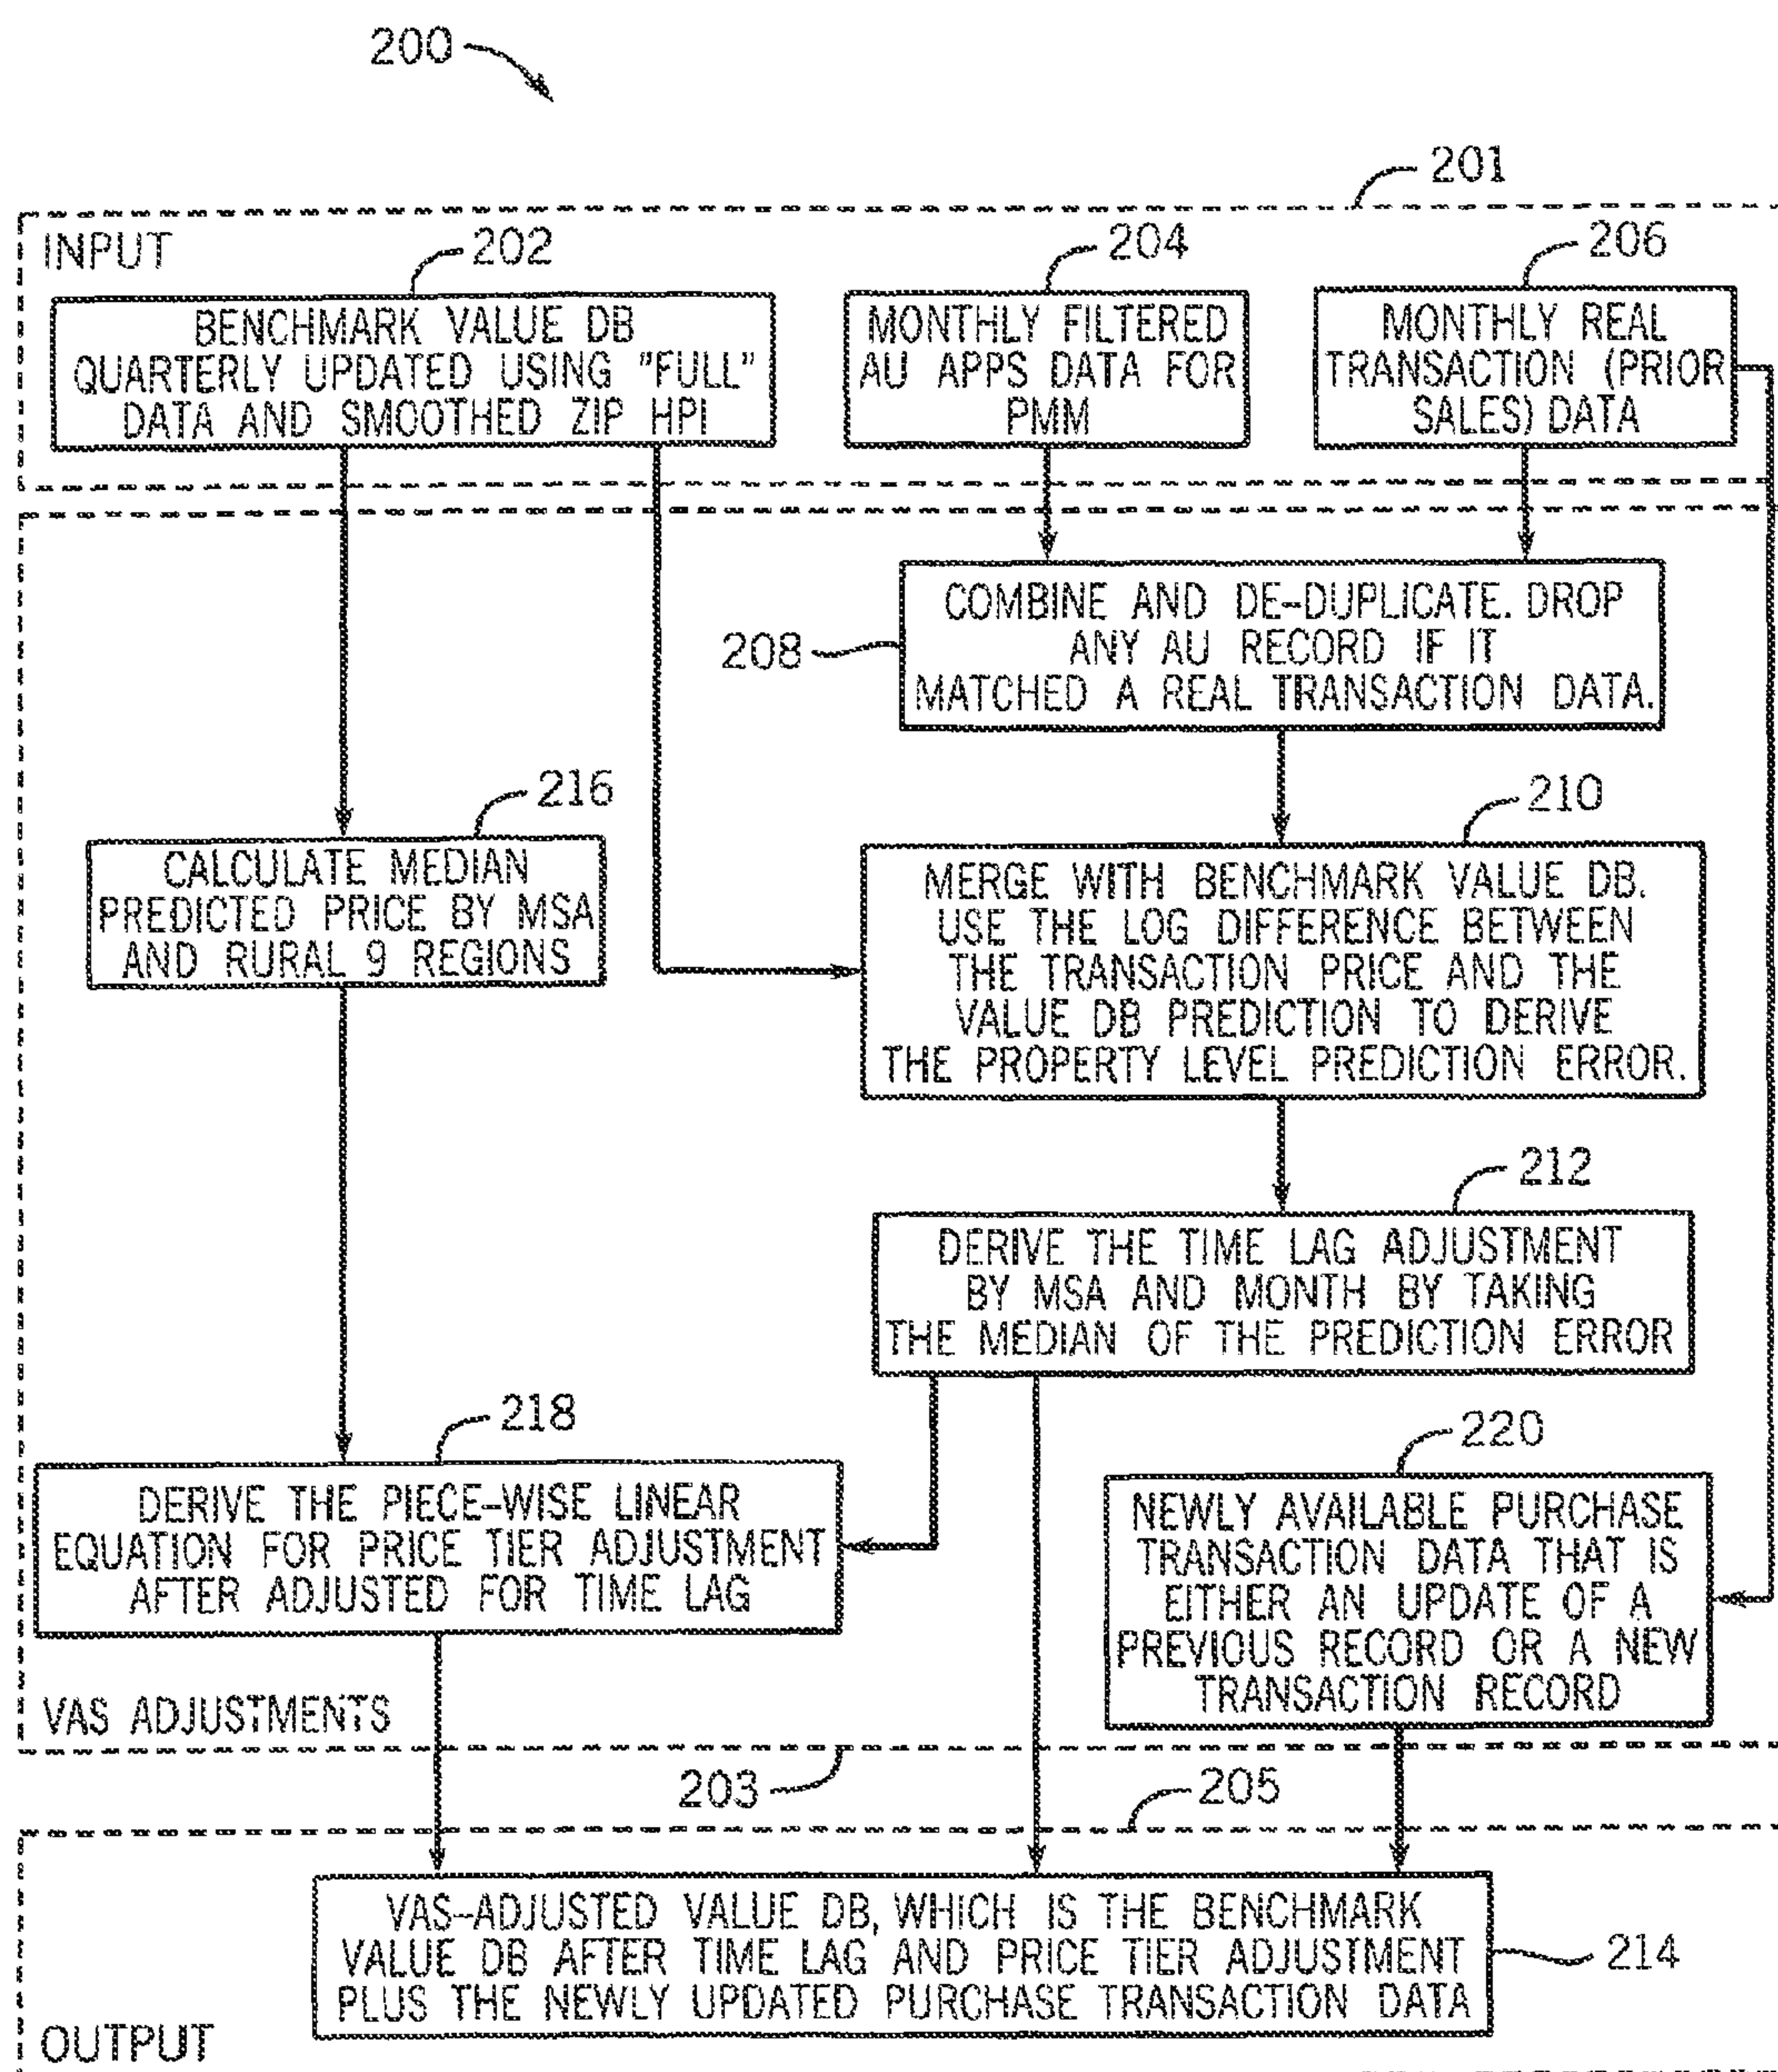 200
201
INPUT
202
BENCHMARK VALUE DB
QUARTERLY UPDATED USING "FULL"
DATA AND SMOOTHED ZIP HPI
204
MONTHLY FILTERED
AU APPS DATA FOR
PMM
206
MONTHLY REAL
TRANSACTION (PRIOR
SALES) DATA
208
COMBINE AND DE-DUPLICATE. DROP
ANY AU RECORD IF IT
MATCHED A REAL TRANSACTION DATA.
216
CALCULATE MEDIAN
PREDICTED PRICE BY MSA
AND RURAL 9 REGIONS
210
MERGE WITH BENCHMARK VALUE DB.
USE THE LOG DIFFERENCE BETWEEN
THE TRANSACTION PRICE AND THE
VALUE DB PREDICTION TO DERIVE
THE PROPERTY LEVEL PREDICTION ERROR.
212
DERIVE THE TIME LAG ADJUSTMENT
BY MSA AND MONTH BY TAKING
THE MEDIAN OF THE PREDICTION ERROR
218
DERIVE THE PIECE-WISE LINEAR
EQUATION FOR PRICE TIER ADJUSTMENT
AFTER ADJUSTED FOR TIME LAG
220
NEWLY AVAILABLE PURCHASE
TRANSACTION DATA THAT IS
EITHER AN UPDATE OF A
PREVIOUS RECORD OR A NEW
TRANSACTION RECORD
VAS ADJUSTMENTS
203
205
VAS-ADJUSTED VALUE DB, WHICH IS THE BENCHMARK
VALUE DB AFTER TIME LAG AND PRICE TIER ADJUSTMENT
PLUS THE NEWLY UPDATED PURCHASE TRANSACTION DATA
214
OUTPUT